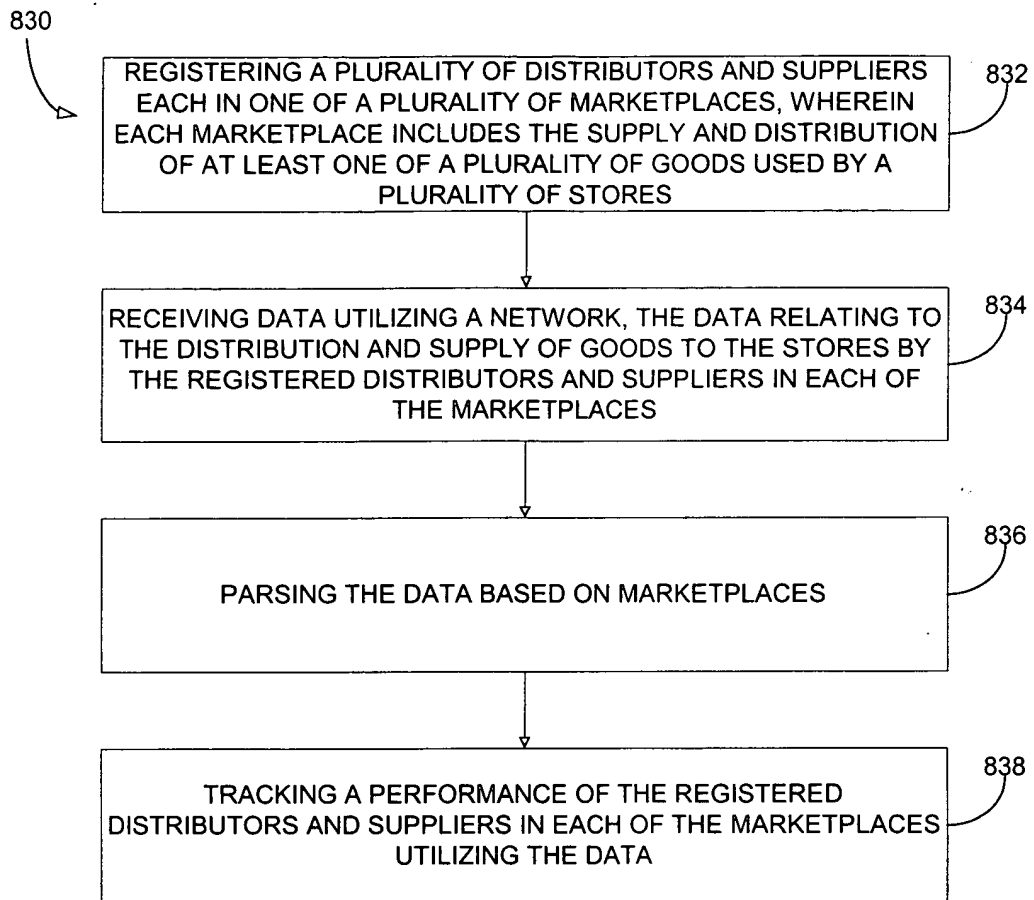 830
REGISTERING A PLURALITY OF DISTRIBUTORS AND SUPPLIERS
EACH IN ONE OF A PLURALITY OF MARKETPLACES, WHEREIN
EACH MARKETPLACE INCLUDES THE SUPPLY AND DISTRIBUTION
OF AT LEAST ONE OF A PLURALITY OF GOODS USED BY A
PLURALITY OF STORES
832
RECEIVING DATA UTILIZING A NETWORK, THE DATA RELATING TO
THE DISTRIBUTION AND SUPPLY OF GOODS TO THE STORES BY
THE REGISTERED DISTRIBUTORS AND SUPPLIERS IN EACH OF
THE MARKETPLACES
834
PARSING THE DATA BASED ON MARKETPLACES
836
TRACKING A PERFORMANCE OF THE REGISTERED
DISTRIBUTORS AND SUPPLIERS IN EACH OF THE MARKETPLACES
UTILIZING THE DATA
838